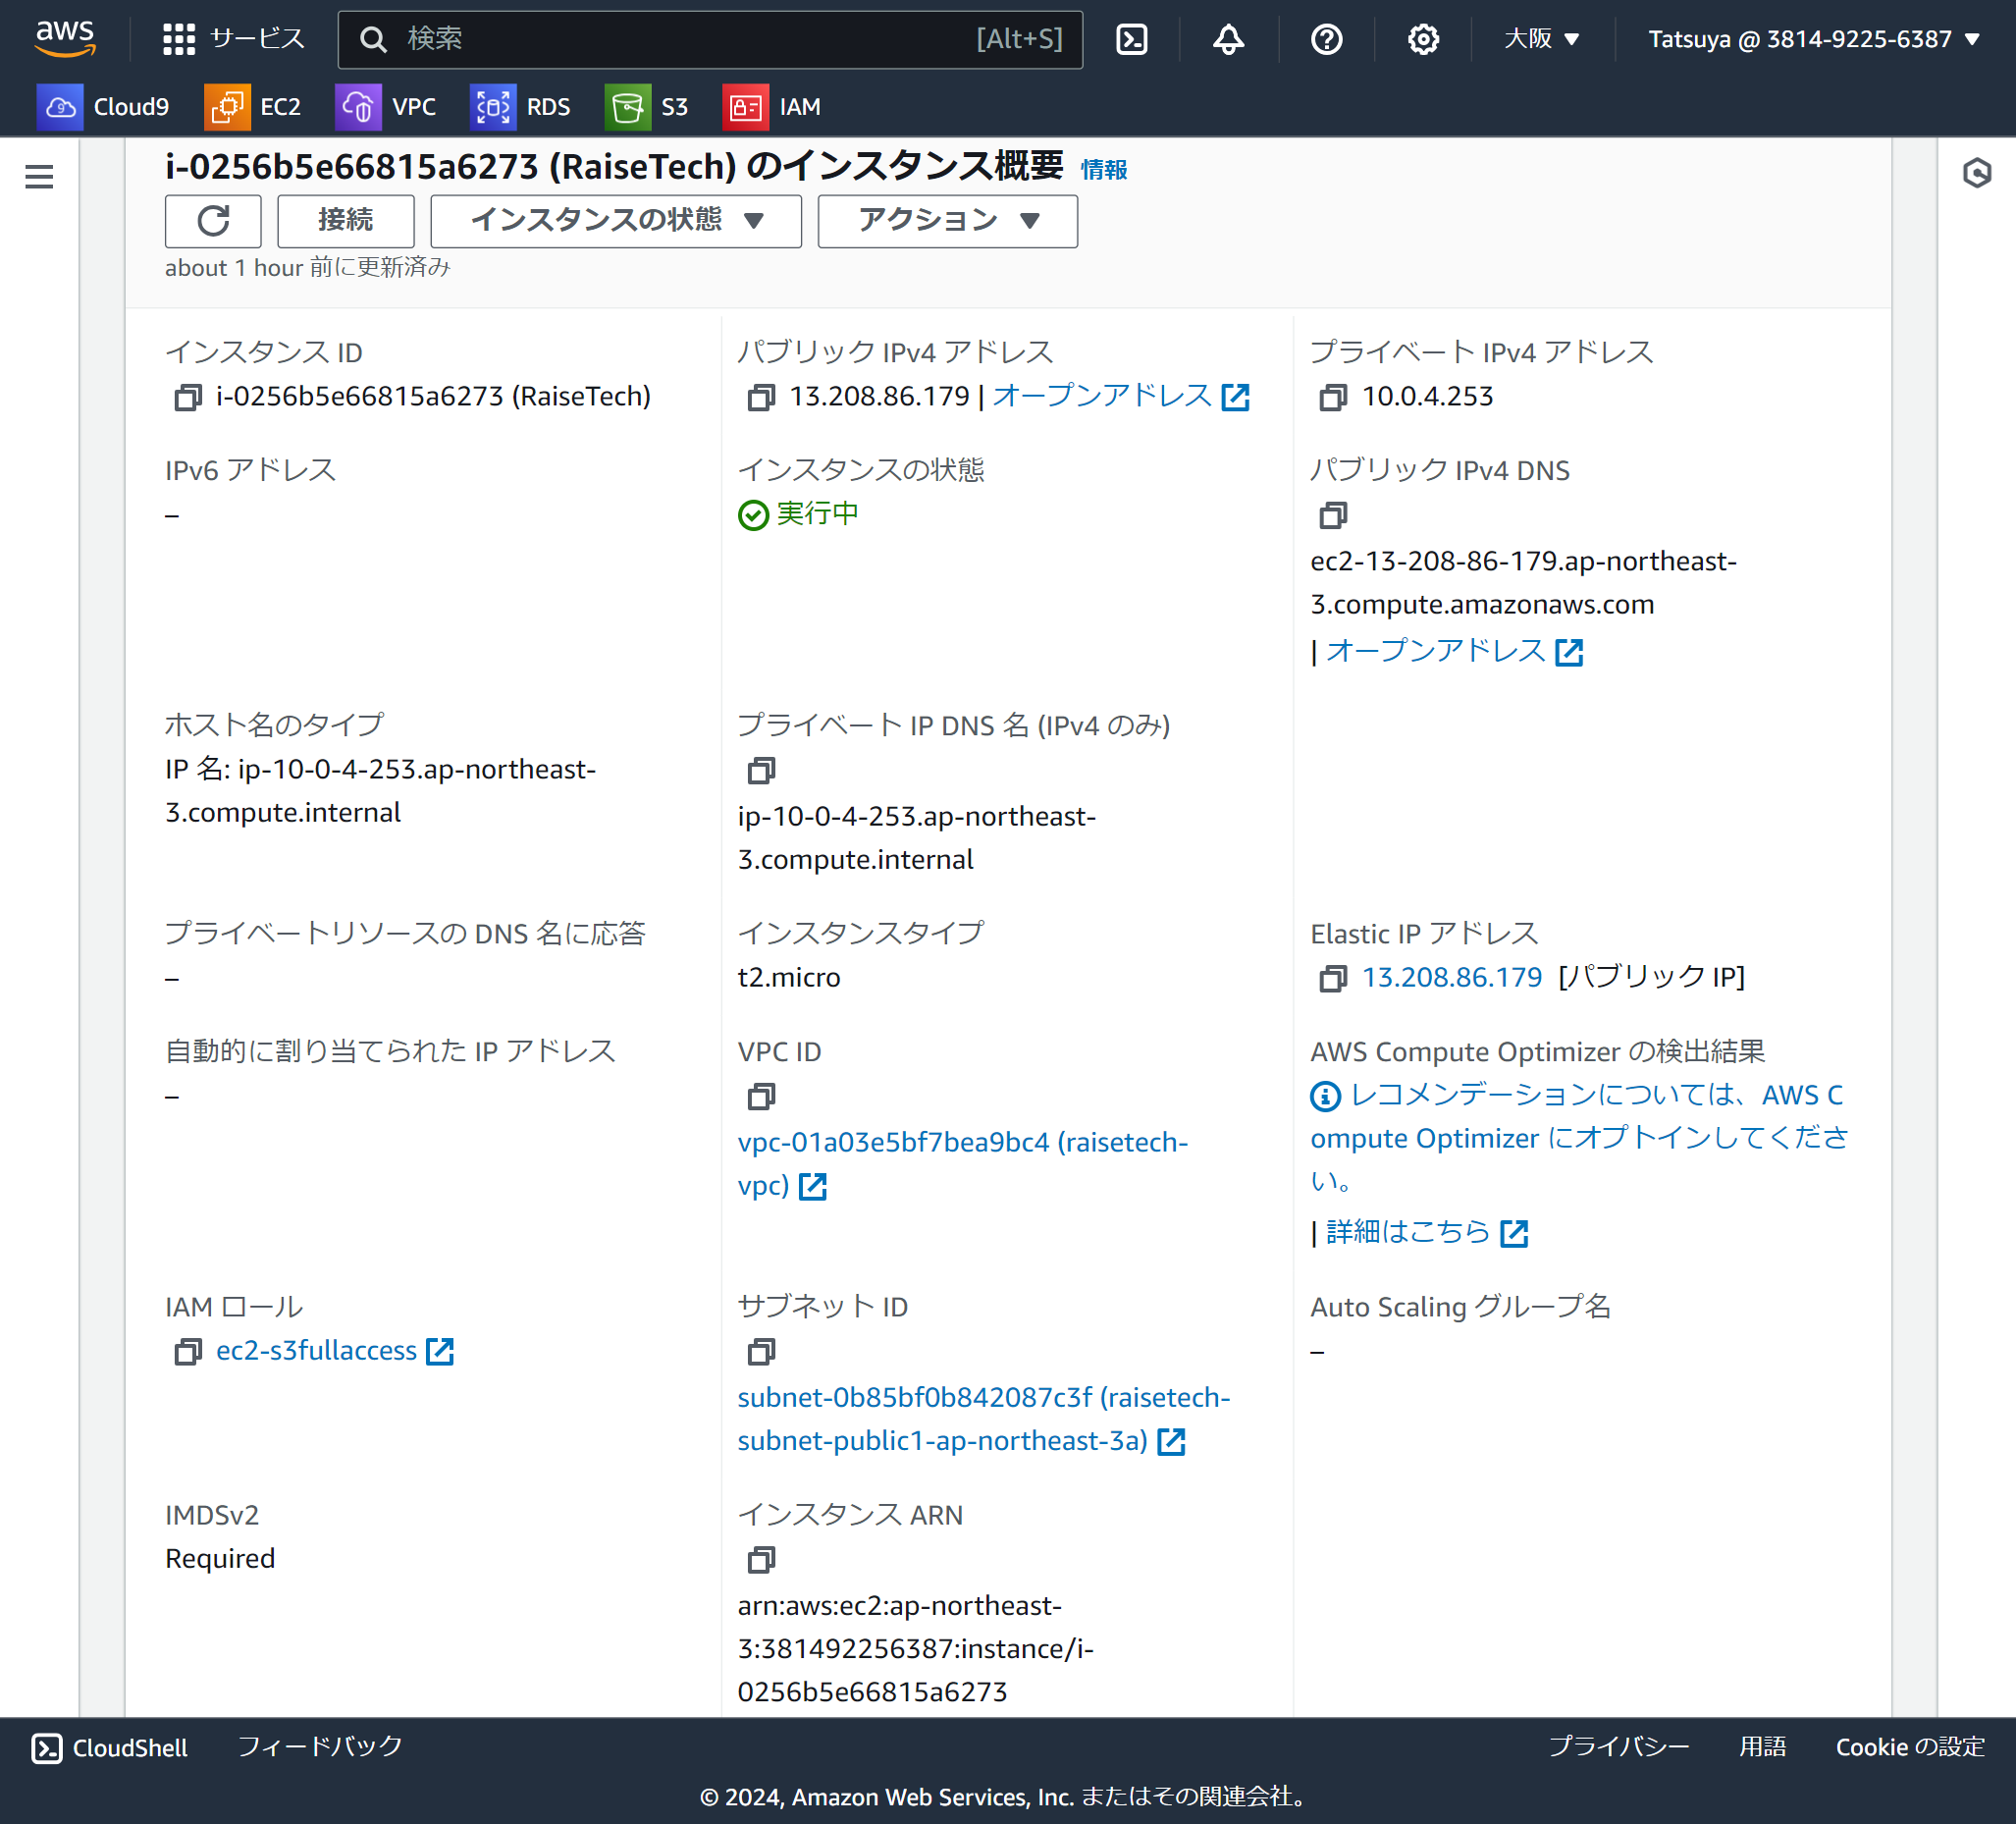 aws サービス 検索 [Alt+S] 大阪 Tatsuya @ 3814-9225-6387
Cloud9 EC2 VPC RDS S3 IAM
i-0256b5e66815a6273 (RaiseTech) のインスタンス概要 情報
接続 インスタンスの状態 アクション
about 1 hour 前に更新済み
インスタンス ID
i-0256b5e66815a6273 (RaiseTech)
パブリック IPv4 アドレス
13.208.86.179 | オープンアドレス
プライベート IPv4 アドレス
10.0.4.253
IPv6 アドレス
–
インスタンスの状態
実行中
パブリック IPv4 DNS
ec2-13-208-86-179.ap-northeast-
3.compute.amazonaws.com
| オープンアドレス
ホスト名のタイプ
IP 名: ip-10-0-4-253.ap-northeast-
3.compute.internal
プライベート IP DNS 名 (IPv4 のみ)
ip-10-0-4-253.ap-northeast-
3.compute.internal
プライベートリソースの DNS 名に応答
–
インスタンスタイプ
t2.micro
Elastic IP アドレス
13.208.86.179 [パブリック IP]
自動的に割り当てられた IP アドレス
–
VPC ID
vpc-01a03e5bf7bea9bc4 (raisetech-
vpc)
AWS Compute Optimizer の検出結果
レコメンデーションについては、AWS C
ompute Optimizer にオプトインしてくださ
い。
| 詳細はこちら
IAM ロール
ec2-s3fullaccess
サブネット ID
subnet-0b85bf0b842087c3f (raisetech-
subnet-public1-ap-northeast-3a)
Auto Scaling グループ名
–
IMDSv2
Required
インスタンス ARN
arn:aws:ec2:ap-northeast-
3:381492256387:instance/i-
0256b5e66815a6273
CloudShell フィードバック プライバシー 用語 Cookie の設定
© 2024, Amazon Web Services, Inc. またはその関連会社。